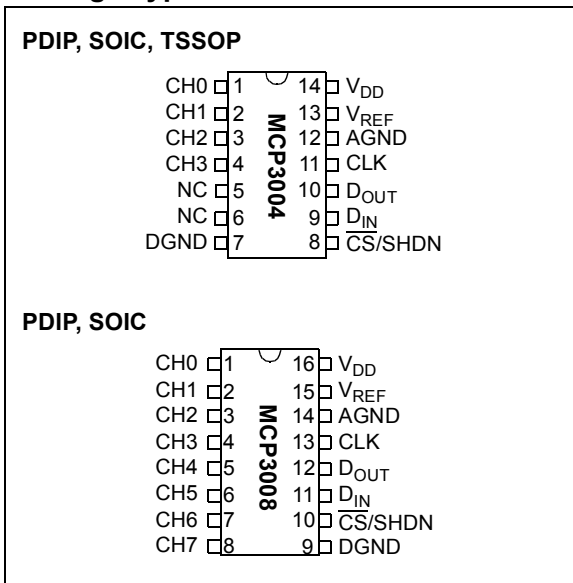 PDIP, SOIC, TSSOP
CH0 1 14 VDD
CH1 2 13 VREF
CH2 3 12 AGND
CH3 4 11 CLK
NC 5 10 DOUT
NC 6 9 DIN
DGND 7 8 CS/SHDN
MCP3004
PDIP, SOIC
CH0 1 16 VDD
CH1 2 15 VREF
CH2 3 14 AGND
CH3 4 13 CLK
CH4 5 12 DOUT
CH5 6 11 DIN
CH6 7 10 CS/SHDN
CH7 8 9 DGND
MCP3008